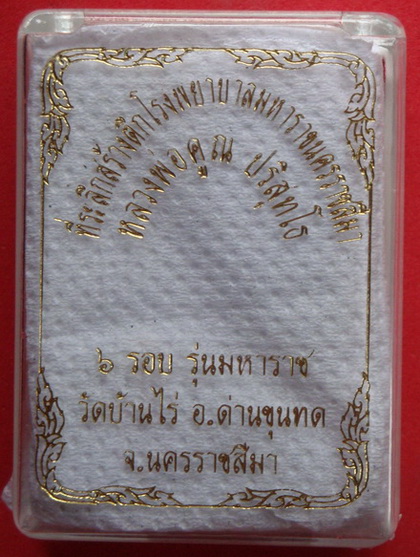 ที่ระลึกสร้างตึกโรงพยาบาลมหาราชนครราชสีมา
หลวงพ่อคูณ ปริสุทโธ
๖ รอบ รุ่นมหาราช
วัดบ้านไร่ อ.ด่านขุนทด
จ.นครราชสีมา